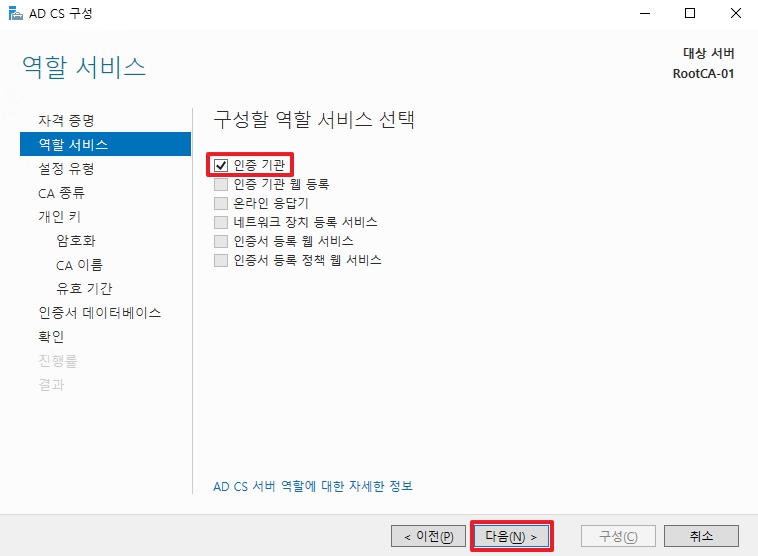 AD CS 구성
역할 서비스
대상 서버
RootCA-01
자격 증명
역할 서비스
설정 유형
CA 종류
개인 키
암호화
CA 이름
유효 기간
인증서 데이터베이스
확인
진행률
결과
구성할 역할 서비스 선택
인증 기관
인증 기관 웹 등록
온라인 응답기
네트워크 장치 등록 서비스
인증서 등록 웹 서비스
인증서 등록 정책 웹 서비스
AD CS 서버 역할에 대한 자세한 정보
< 이전(P)
다음(N) >
구성(C)
취소